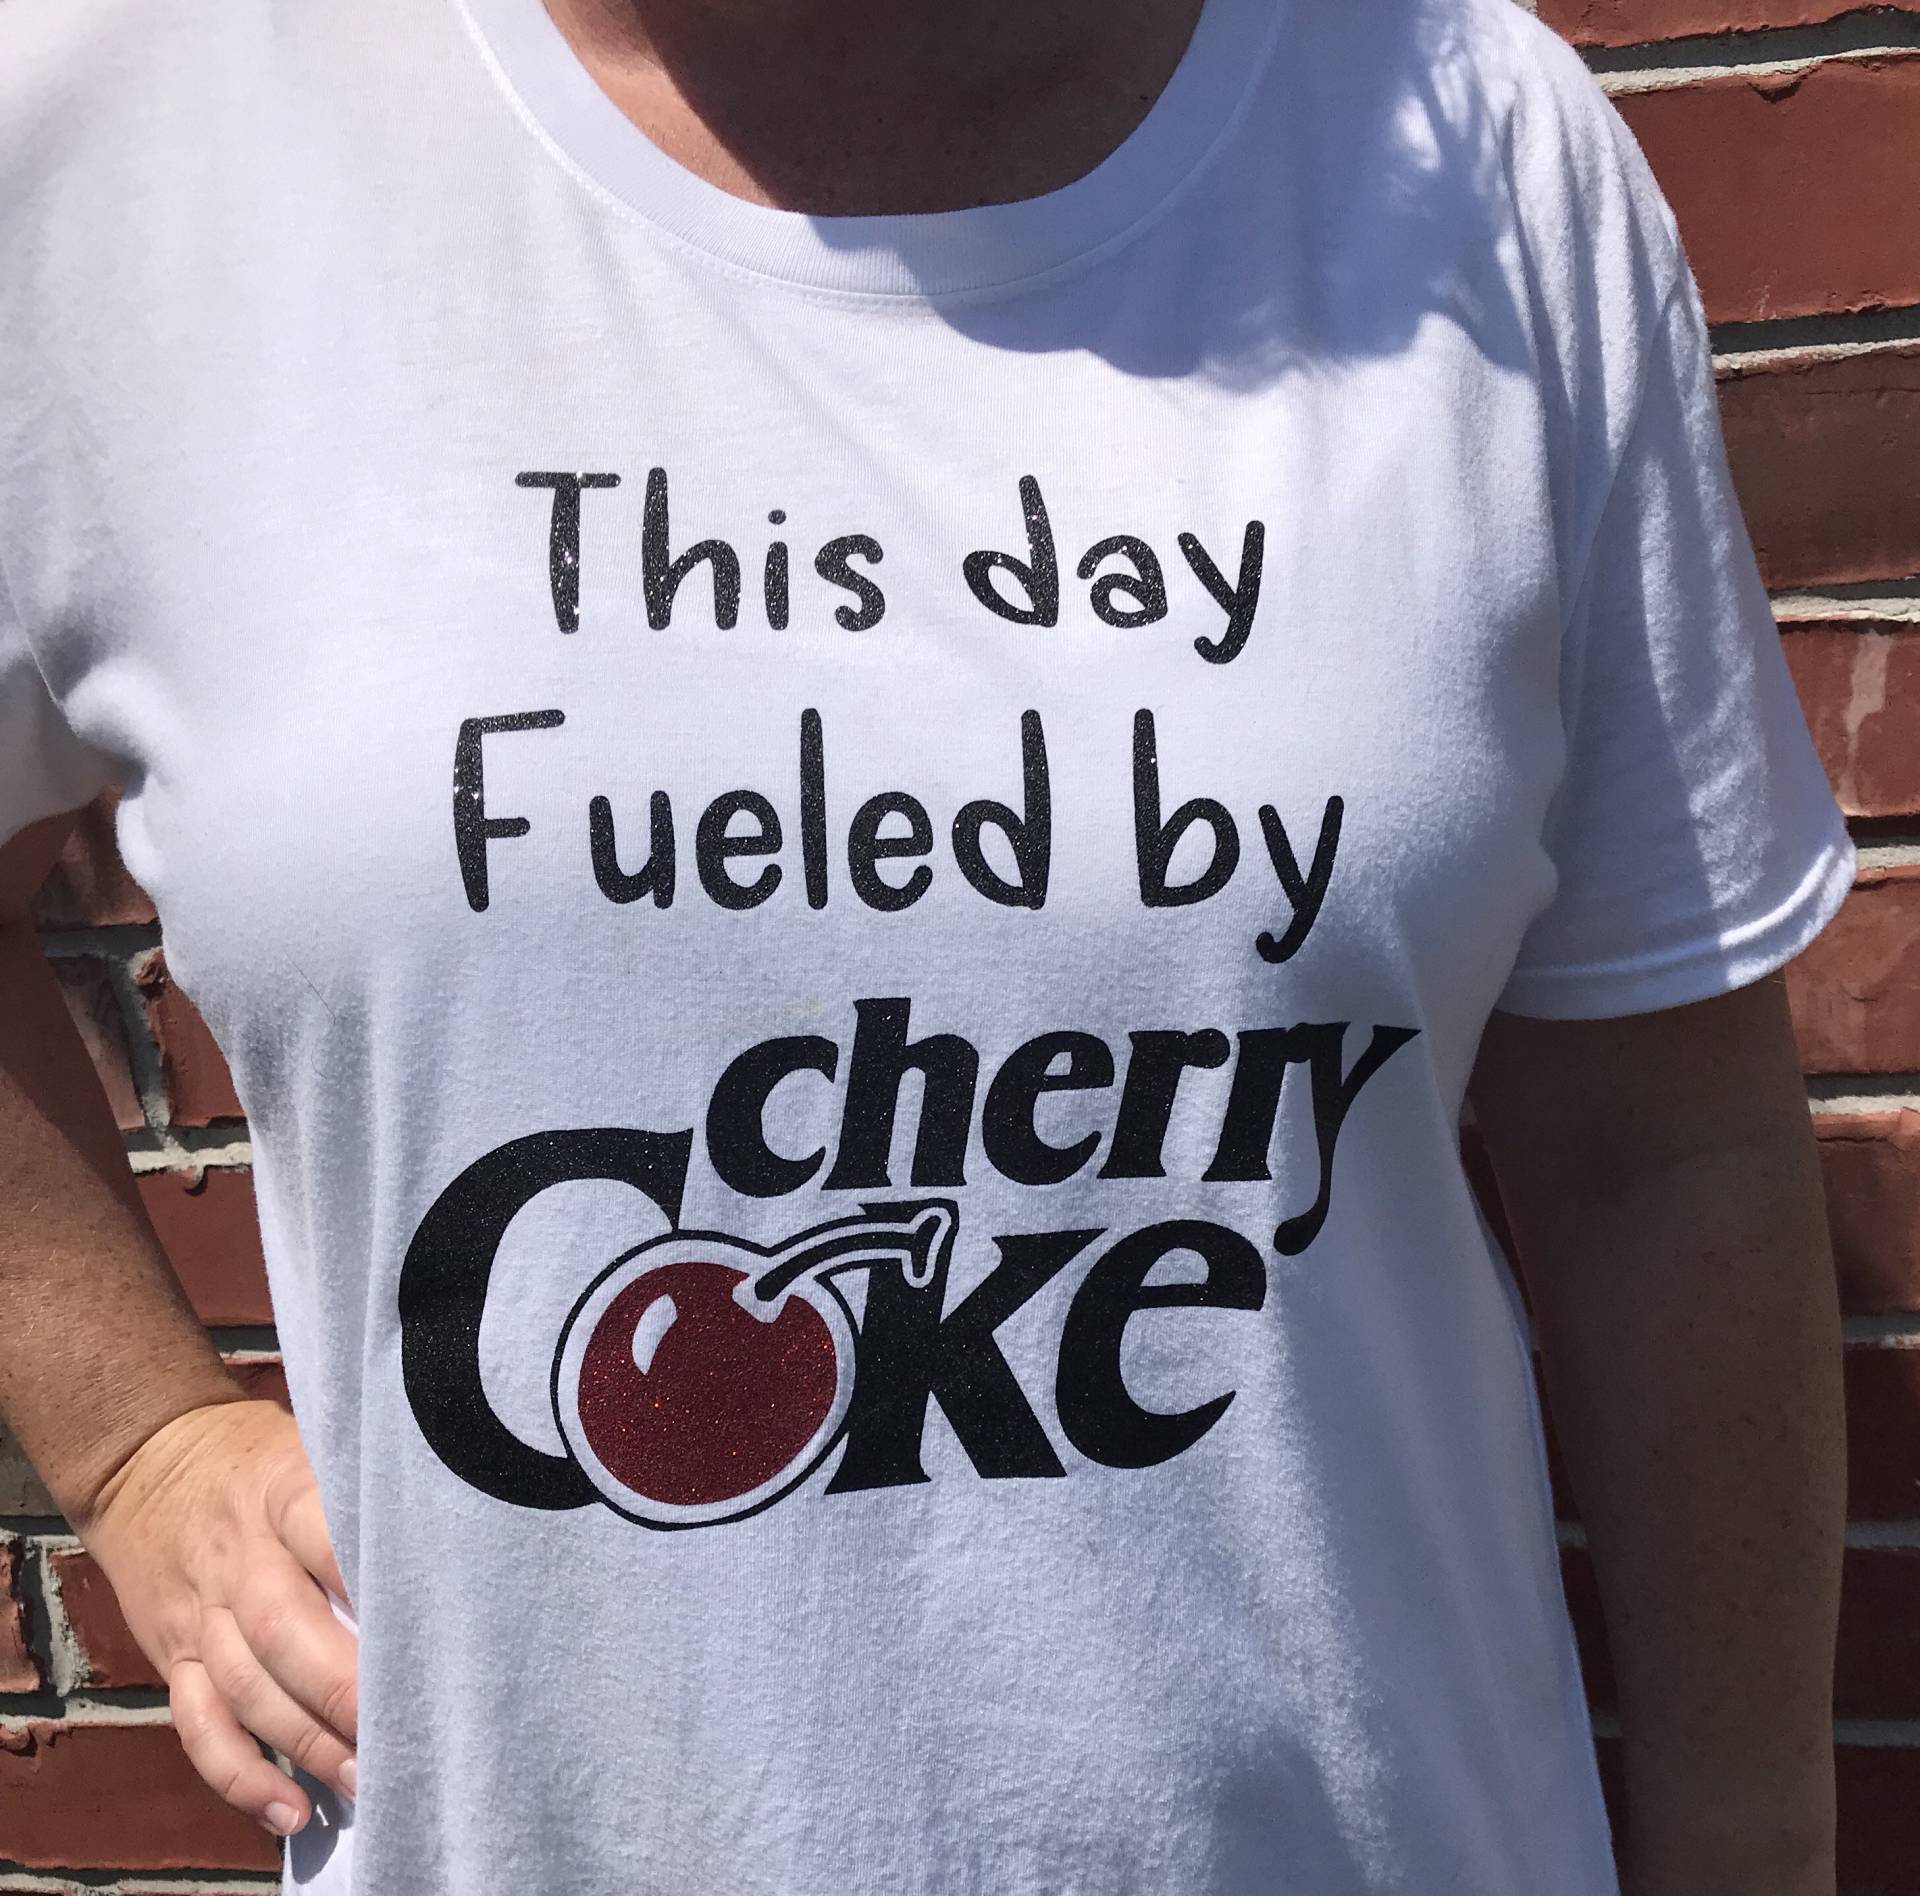 This day
Fueled by
cherry
Coke